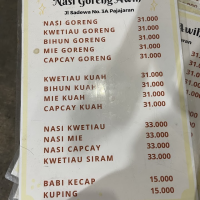 Nasi Goreng
Jl Sadewa No. 3A Pajajaran
NASI GORENG 31.000
KWETIAU GORENG 31.000
BIHUN GORENG 31.000
MIE GORENG 31.000
CAPCAY GORENG 31.000
KWETIAU KUAH 31.000
BIHUN KUAH 31.000
MIE KUAH 31.000
CAPCAY KUAH 31.000
NASI KWETIAU 33.000
NASI MIE 33.000
NASI CAPCAY 33.000
KWETIAU SIRAM 33.000
BABI KECAP 15.000
KUPING 15.000